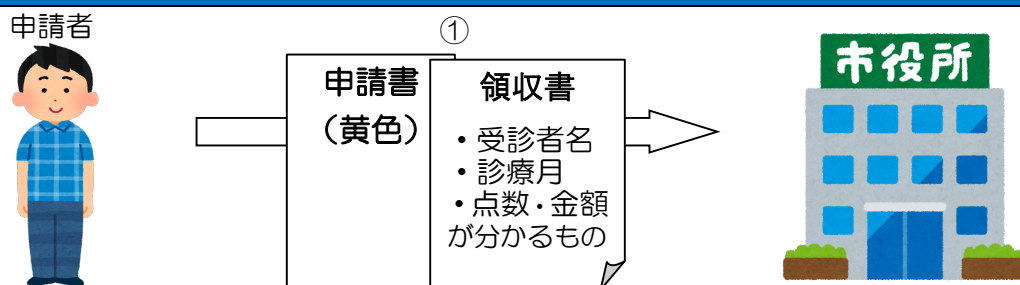 申請者
①
申請書
（黄色）
領収書
・受診者名
・診療月
・点数・金額
が分かるもの
市役所